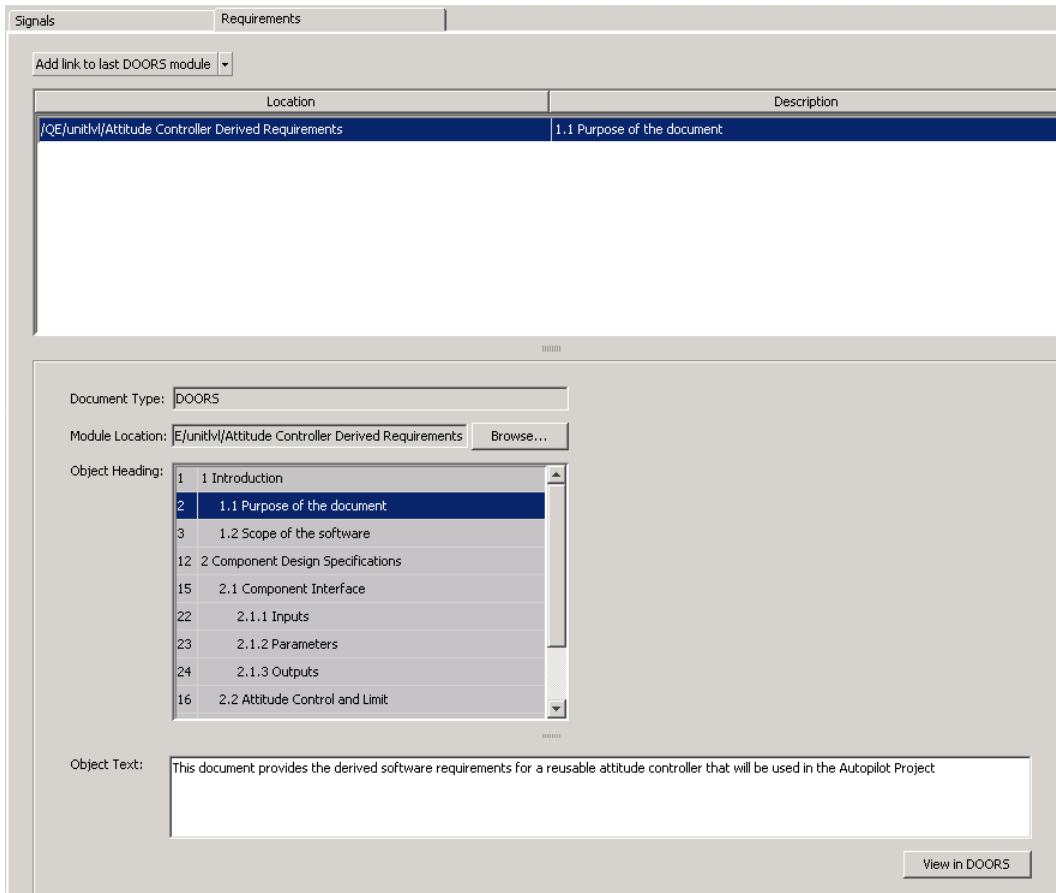 Signals
Requirements
Add link to last DOORS module
Location
Description
/QE/unitlvl/Attitude Controller Derived Requirements
1.1 Purpose of the document
Document Type:
DOORS
Module Location:
E/unitlvl/Attitude Controller Derived Requirements
Browse...
Object Heading:
1 1 Introduction
2 1.1 Purpose of the document
3 1.2 Scope of the software
12 2 Component Design Specifications
15 2.1 Component Interface
22 2.1.1 Inputs
23 2.1.2 Parameters
24 2.1.3 Outputs
16 2.2 Attitude Control and Limit
Object Text:
This document provides the derived software requirements for a reusable attitude controller that will be used in the Autopilot Project
View in DOORS